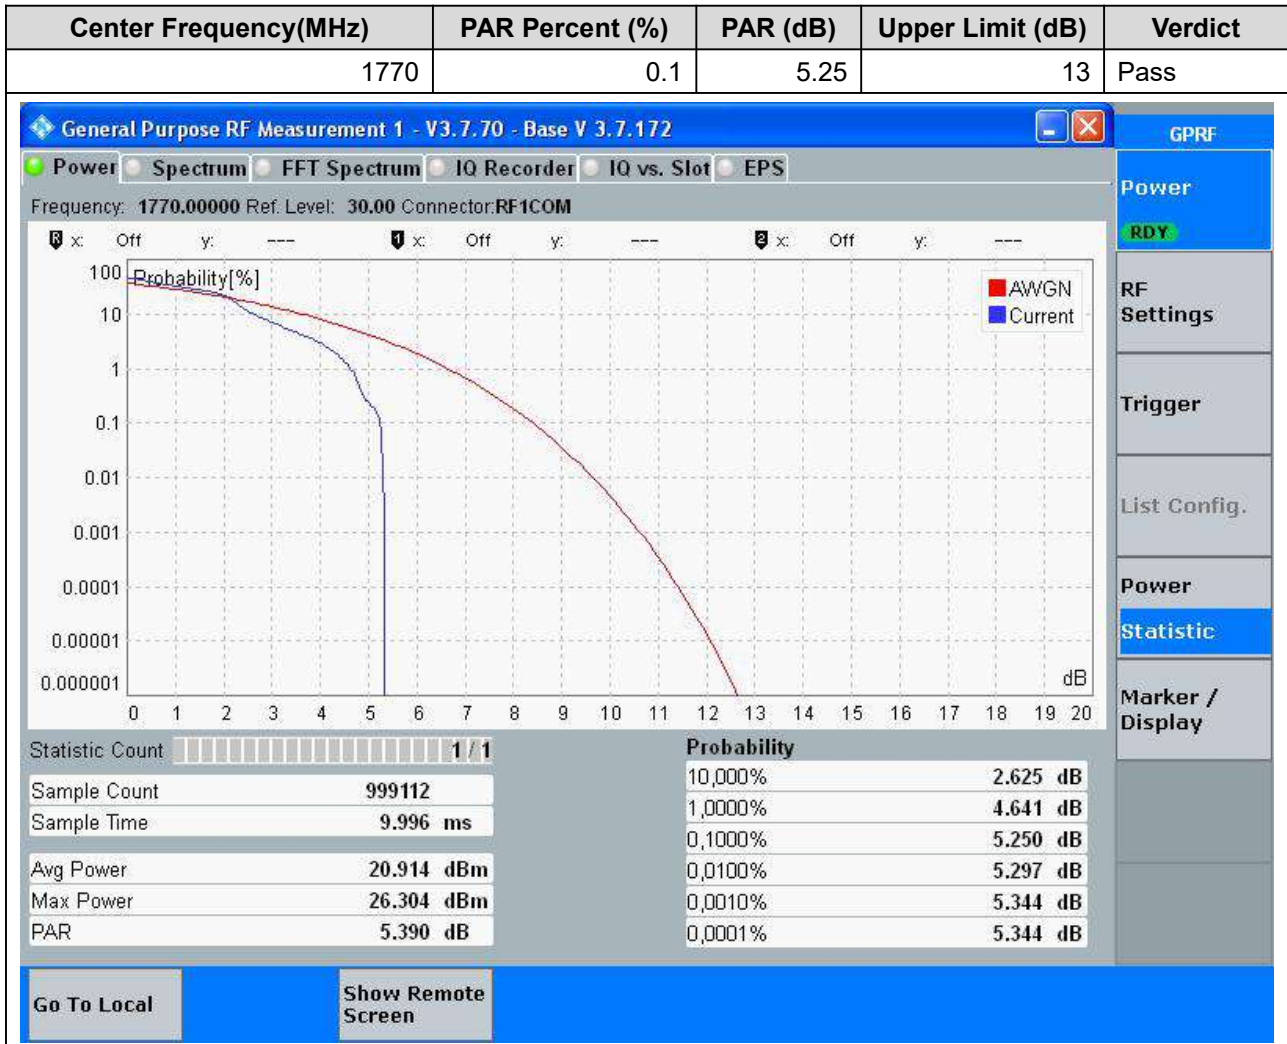 Center Frequency(MHz) PAR Percent (%) PAR (dB) Upper Limit (dB) Verdict
1770 0.1 5.25 13 Pass
General Purpose RF Measurement 1 - V3.7.70 - Base V 3.7.172
GPRF
Power Spectrum FFT Spectrum IQ Recorder IQ vs. Slot EPS
Frequency: 1770.00000 Ref. Level: 30.00 Connector:RF1COM
R x: Off y: --- 1 x: Off y: --- 2 x: Off y: ---
Probability[%]
AWGN
Current
100
10
1
0.1
0.01
0.001
0.0001
0.00001
0.000001
dB
0 1 2 3 4 5 6 7 8 9 10 11 12 13 14 15 16 17 18 19 20
Statistic Count 1 / 1
Sample Count 999112
Sample Time 9.996 ms
Avg Power 20.914 dBm
Max Power 26.304 dBm
PAR 5.390 dB
Probability
10,000% 2.625 dB
1,0000% 4.641 dB
0,1000% 5.250 dB
0,0100% 5.297 dB
0,0010% 5.344 dB
0,0001% 5.344 dB
Power
RDY
RF
Settings
Trigger
List Config.
Power
Statistic
Marker /
Display
Go To Local
Show Remote
Screen